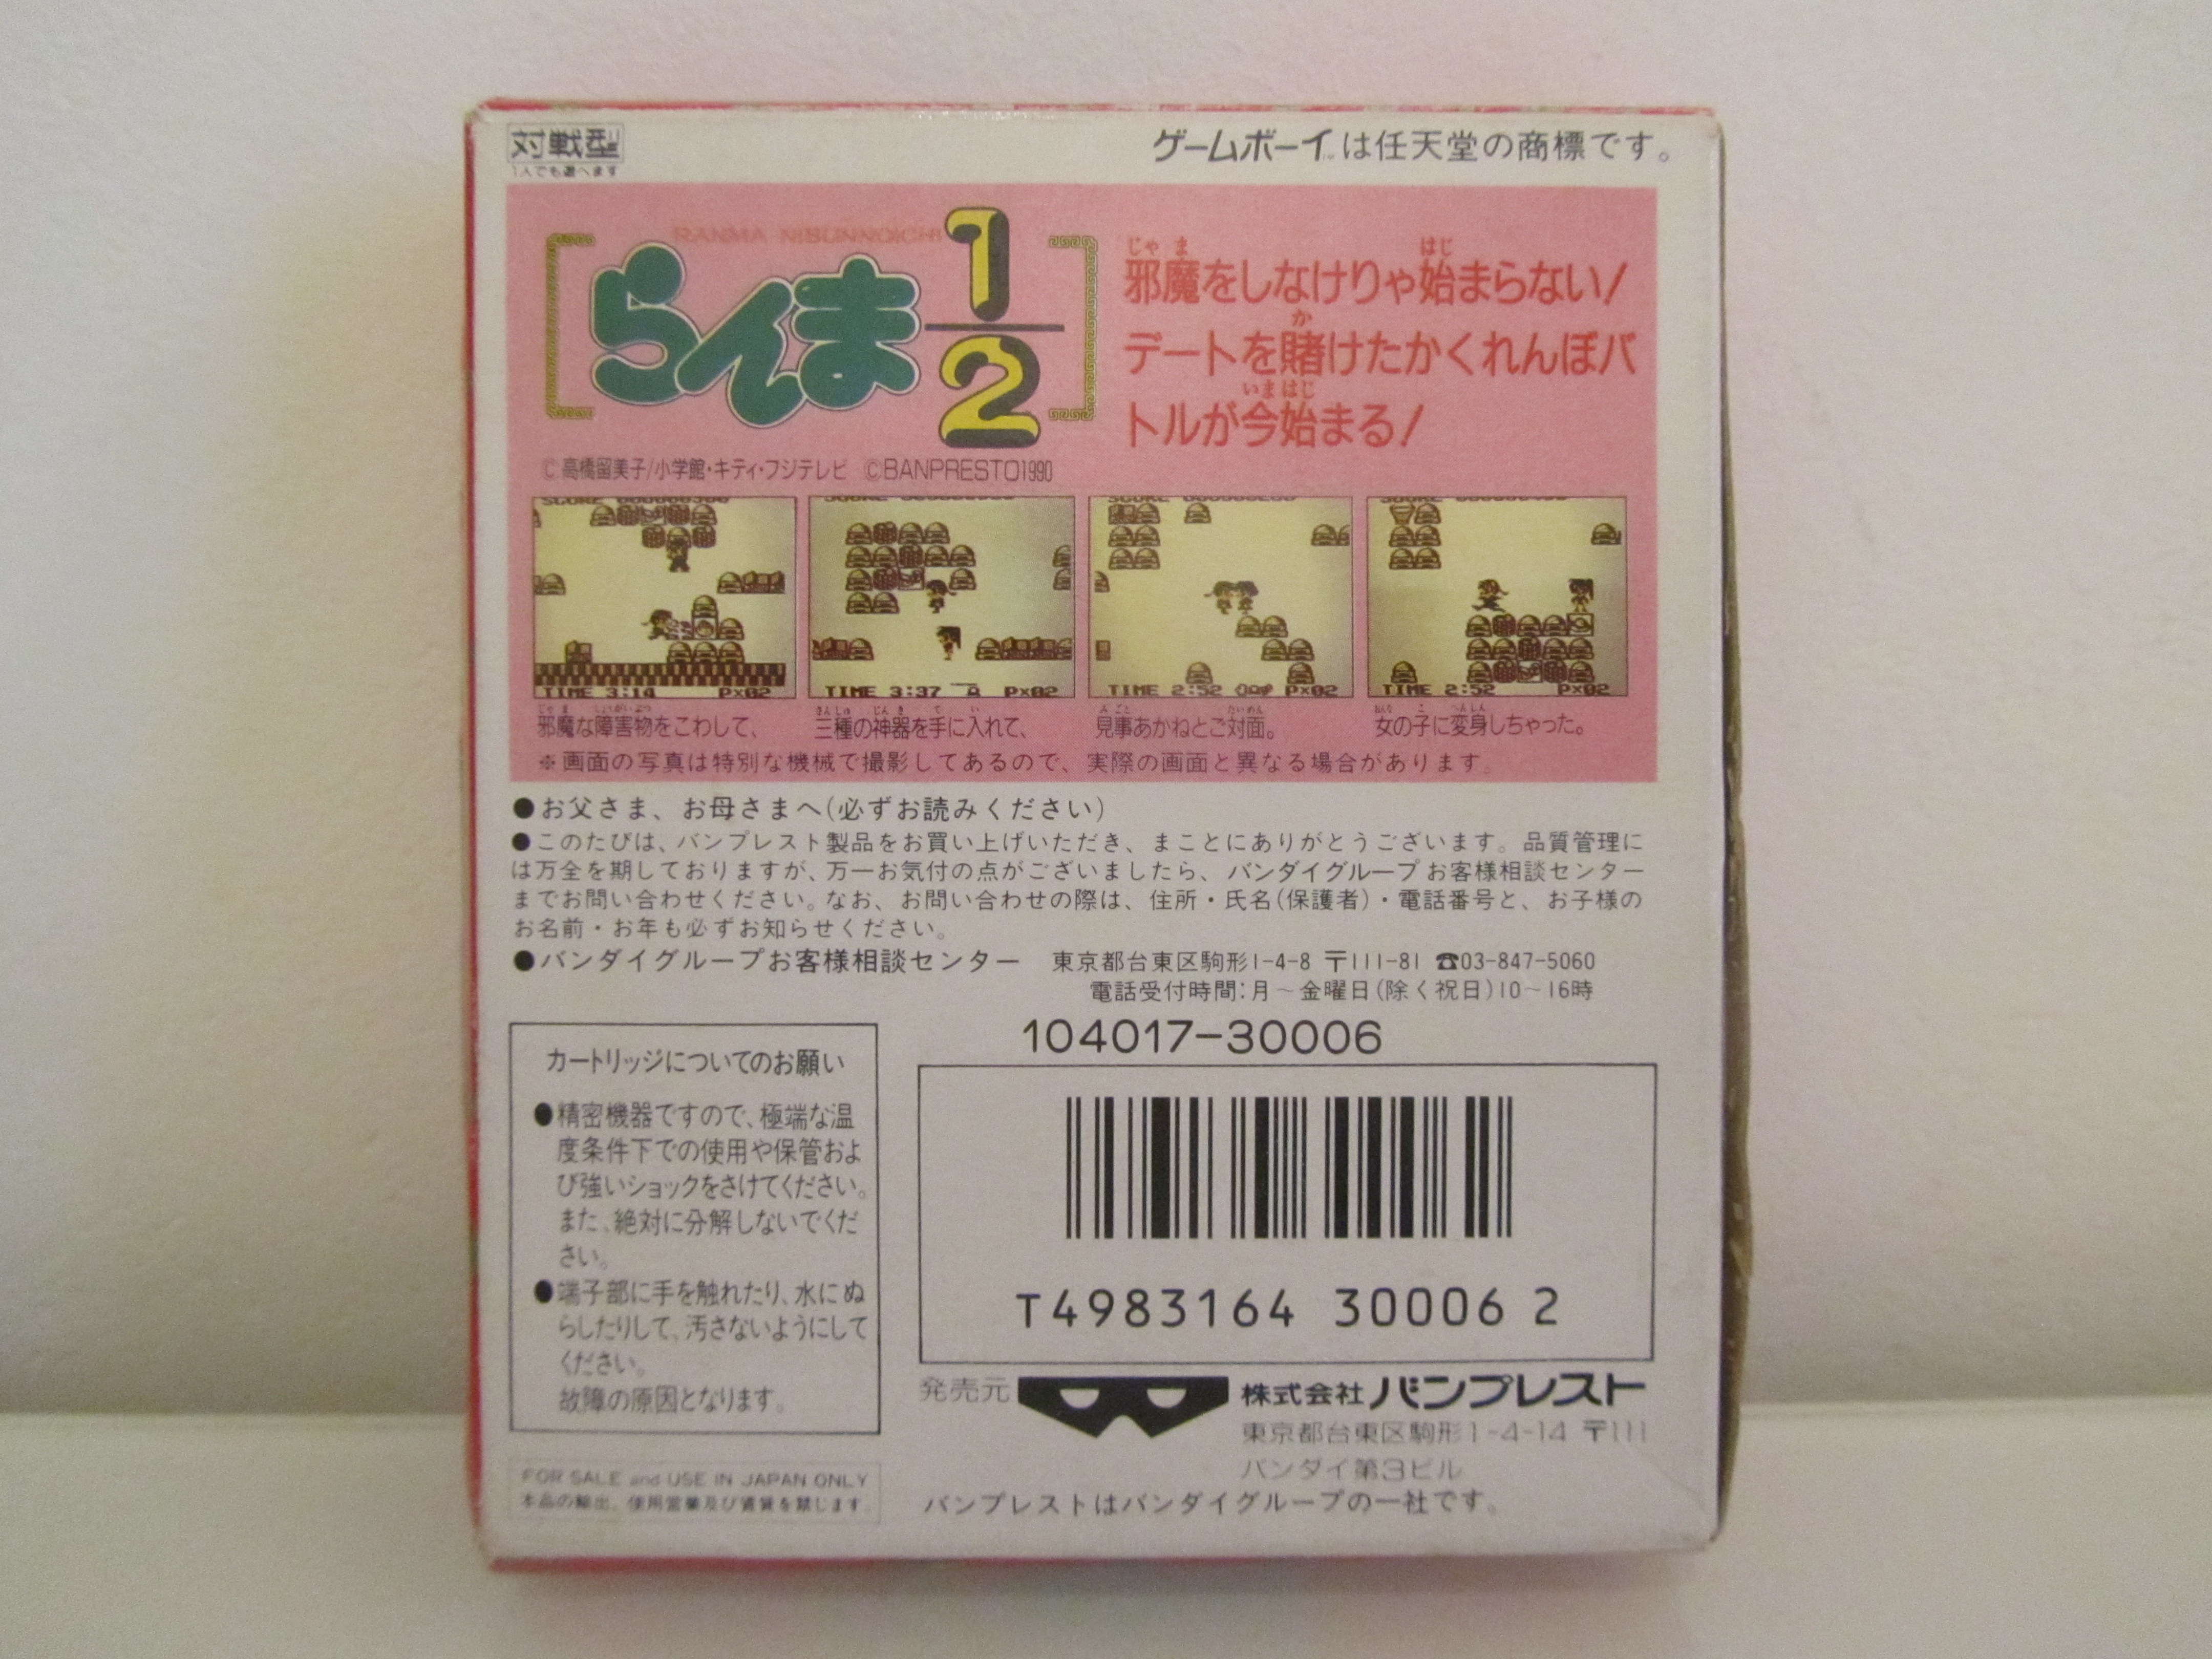 対戦型
1人でも遊べます
ゲームボーイ™は任天堂の商標です。
RANMA NIBUNNOICHI
らんま1/2
邪魔をしなけりゃ始まらない!
デートを賭けたかくれんぼバ
トルが今始まる!
©高橋留美子/小学館・キティ・フジテレビ ©BANPRESTO1990
TIME 3:14 P×02
TIME 3:37 A P×02
TIME 2:52 P×02
TIME 2:52 P×02
邪魔な障害物をこわして、
三種の神器を手に入れて、
見事あかねとご対面。
女の子に変身しちゃった。
※画面の写真は特別な機械で撮影してあるので、実際の画面と異なる場合があります。
●お父さま、お母さまへ(必ずお読みください)
●このたびは、バンプレスト製品をお買い上げいただき、まことにありがとうございます。品質管理に
は万全を期しておりますが、万一お気付の点がございましたら、バンダイグループお客様相談センター
までお問い合わせください。なお、お問い合わせの際は、住所・氏名(保護者)・電話番号と、お子様の
お名前・お年も必ずお知らせください。
●バンダイグループお客様相談センター 東京都台東区駒形1-4-8 〒111-81 ☎03-847-5060
電話受付時間:月~金曜日(除く祝日)10~16時
104017-30006
カートリッジについてのお願い
●精密機器ですので、極端な温
度条件下での使用や保管およ
び強いショックをさけてください。
また、絶対に分解しないでくだ
さい。
●端子部に手を触れたり、水にぬ
らしたりして、汚さないようにして
ください。
故障の原因となります。
T4983164 30006 2
発売元 株式会社バンプレスト
東京都台東区駒形1-4-14 〒111
バンダイ第3ビル
バンプレストはバンダイグループの一社です。
FOR SALE and USE IN JAPAN ONLY
本品の輸出、使用営業及び賃貸を禁じます。